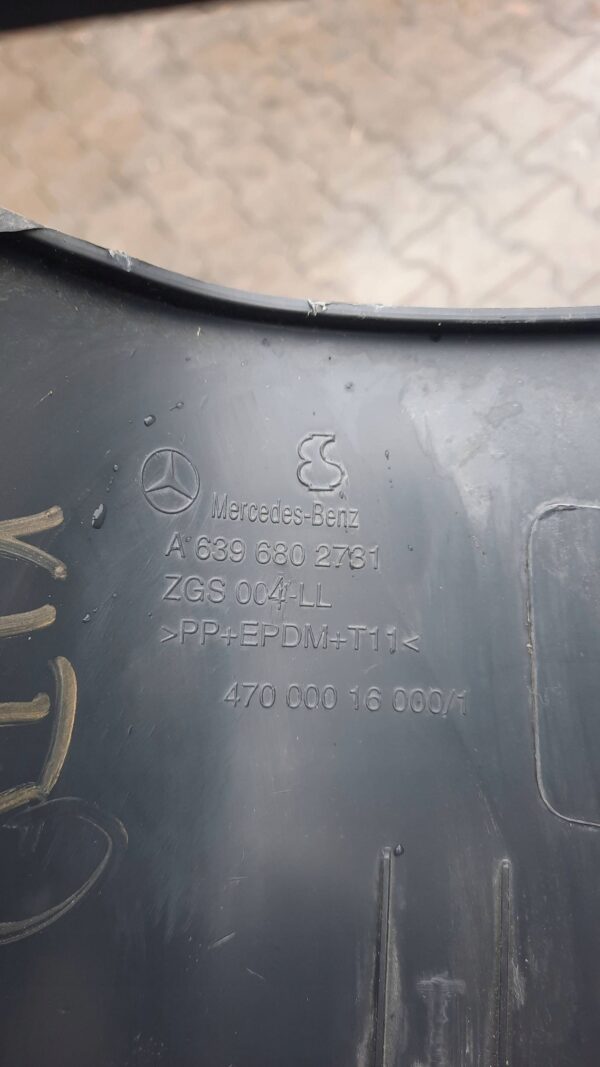 Mercedes-Benz
A 639 680 2731
ZGS 004-LL
>PP+EPDM+T11<
470 000 16 000/1